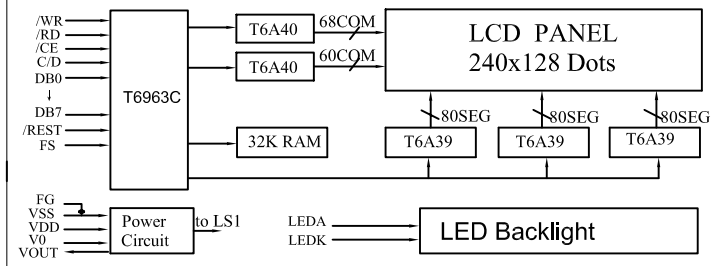 /WR
/RD
/CE
C/D
DB0
↓
DB7
/REST
FS
T6963C
T6A40
68COM
T6A40
60COM
LCD PANEL
240x128 Dots
80SEG
80SEG
80SEG
32K RAM
T6A39
T6A39
T6A39
FG
VSS
VDD
V0
VOUT
Power
Circuit
to LS1
LEDA
LEDK
LED Backlight